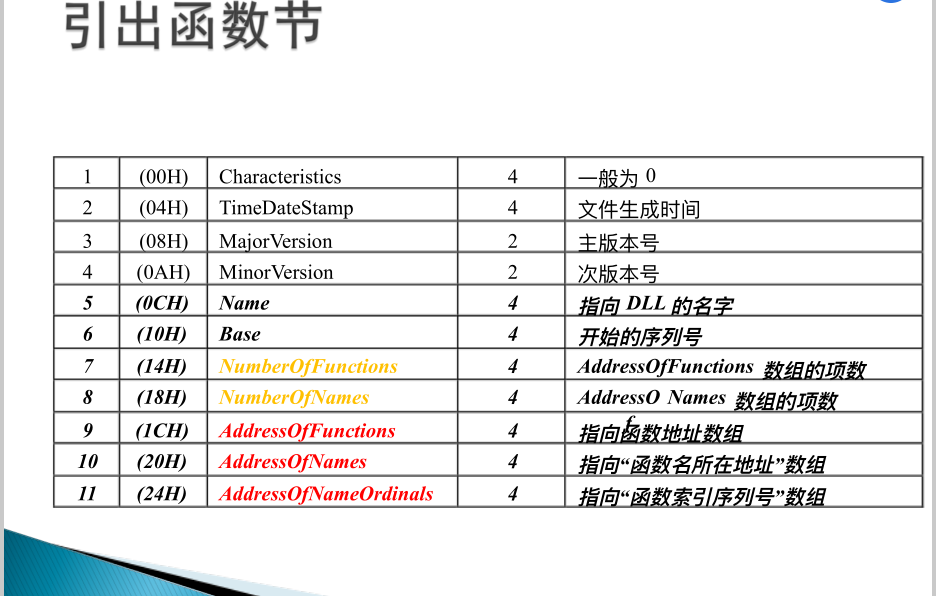 引出函数节
1 (00H) Characteristics 4 一般为 0
2 (04H) TimeDateStamp 4 文件生成时间
3 (08H) MajorVersion 2 主版本号
4 (0AH) MinorVersion 2 次版本号
5 (0CH) Name 4 指向 DLL 的名字
6 (10H) Base 4 开始的序列号
7 (14H) NumberOfFunctions 4 AddressOfFunctions 数组的项数
8 (18H) NumberOfNames 4 AddressOf Names 数组的项数
9 (1CH) AddressOfFunctions 4 指向函数地址数组
10 (20H) AddressOfNames 4 指向“函数名所在地址”数组
11 (24H) AddressOfNameOrdinals 4 指向“函数索引序列号”数组